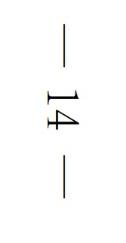 — 14 —